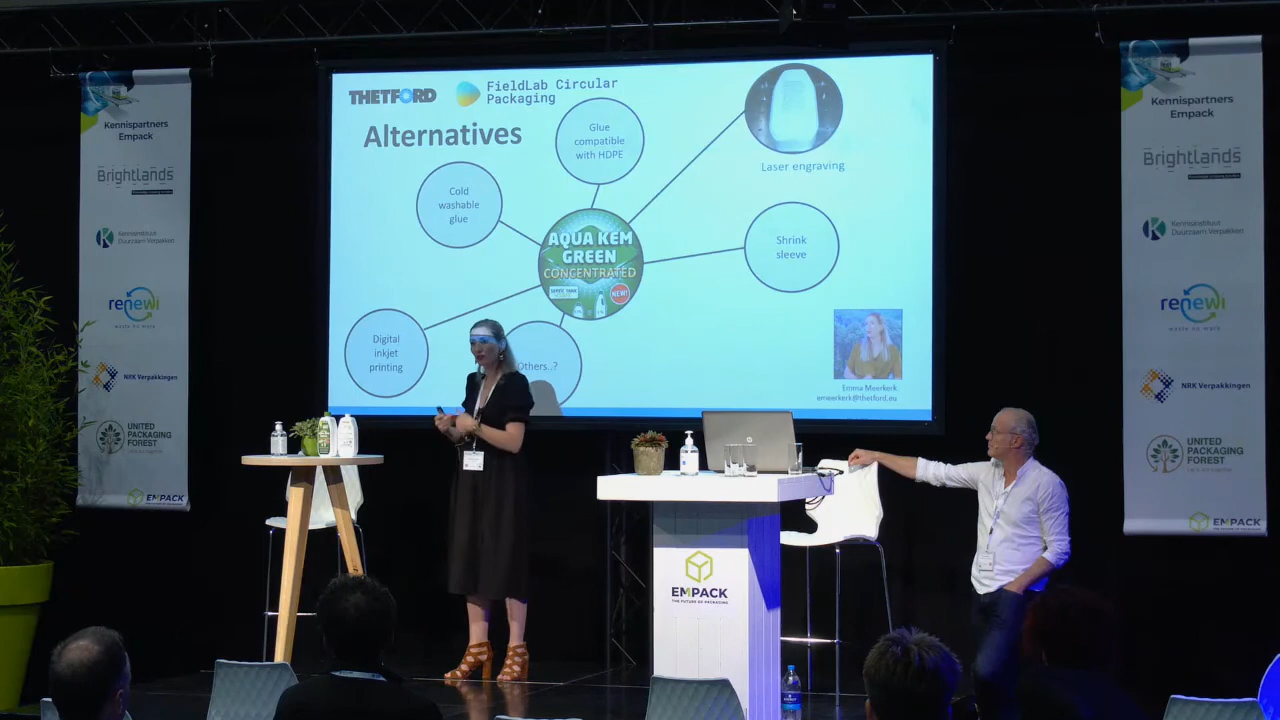 Kennispartners
Empack
Brightlands
Kennisinstituut
Duurzaam Verpakken
renewi
waste no more
NRK Verpakkingen
UNITED
PACKAGING
FOREST
EMPACK
THETFORD
FieldLab Circular
Packaging
Alternatives
Glue
compatible
with HDPE
Laser engraving
Cold
washable
glue
AQUA KEM
GREEN
CONCENTRATED
NEW!
Shrink
sleeve
Digital
inkjet
printing
Others..?
Emma Meerkerk
emeerkerk@thetford.eu
hp
EMPACK
THE FUTURE OF PACKAGING
Kennispartners
Empack
Brightlands
Kennisinstituut
Duurzaam Verpakken
renewi
waste no more
NRK Verpakkingen
UNITED
PACKAGING
FOREST
EMPACK